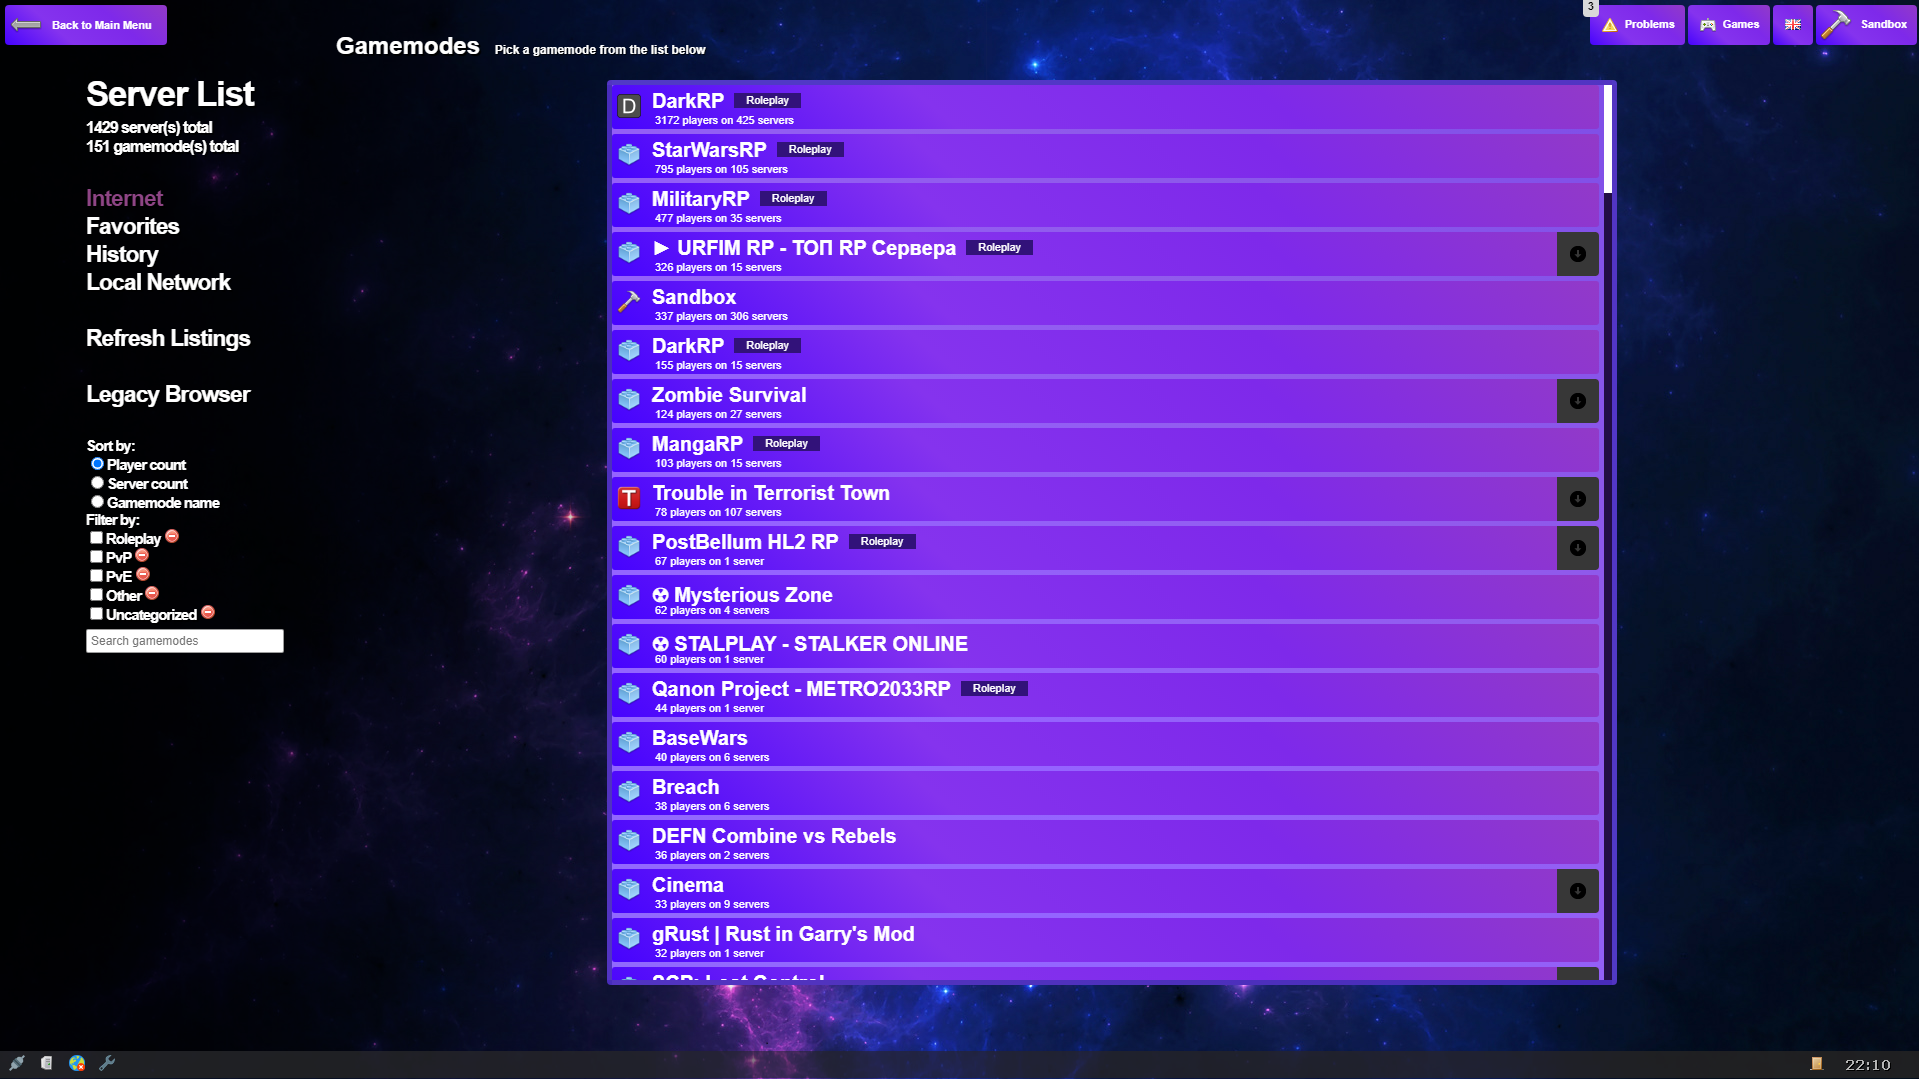 Back to Main Menu
Gamemodes Pick a gamemode from the list below
3
Problems
Games
Sandbox
Server List
1429 server(s) total
151 gamemode(s) total
Internet
Favorites
History
Local Network
Refresh Listings
Legacy Browser
Sort by:
Player count
Server count
Gamemode name
Filter by:
Roleplay
PvP
PvE
Other
Uncategorized
Search gamemodes
D
DarkRP Roleplay
3172 players on 425 servers
StarWarsRP Roleplay
795 players on 105 servers
MilitaryRP Roleplay
477 players on 35 servers
► URFIM RP - ТОП RP Сервера Roleplay
326 players on 15 servers
Sandbox
337 players on 306 servers
DarkRP Roleplay
155 players on 15 servers
Zombie Survival
124 players on 27 servers
MangaRP Roleplay
103 players on 15 servers
T
Trouble in Terrorist Town
78 players on 107 servers
PostBellum HL2 RP Roleplay
67 players on 1 server
☢ Mysterious Zone
62 players on 4 servers
☢ STALPLAY - STALKER ONLINE
60 players on 1 server
Qanon Project - METRO2033RP Roleplay
44 players on 1 server
BaseWars
40 players on 6 servers
Breach
38 players on 6 servers
DEFN Combine vs Rebels
36 players on 2 servers
Cinema
33 players on 9 servers
gRust | Rust in Garry's Mod
32 players on 1 server
22:10